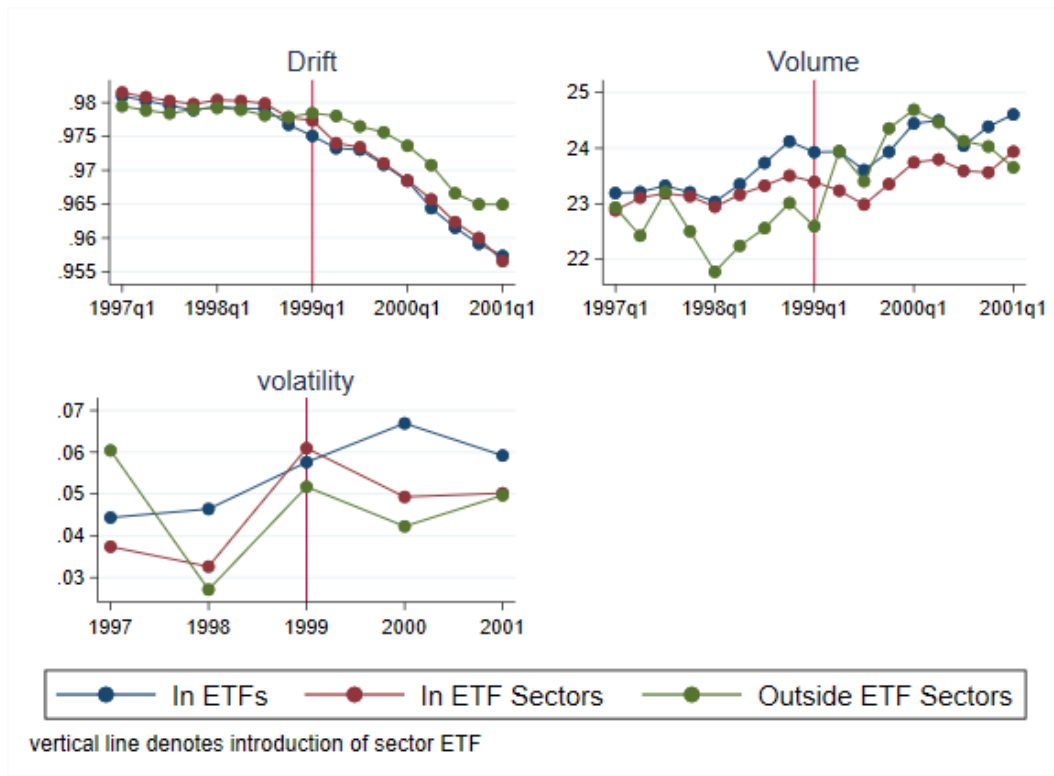 Drift
.98
.975
.97
.965
.96
.955
1997q1 1998q1 1999q1 2000q1 2001q1
Volume
25
24
23
22
1997q1 1998q1 1999q1 2000q1 2001q1
volatility
.07
.06
.05
.04
.03
1997 1998 1999 2000 2001
In ETFs In ETF Sectors Outside ETF Sectors
vertical line denotes introduction of sector ETF